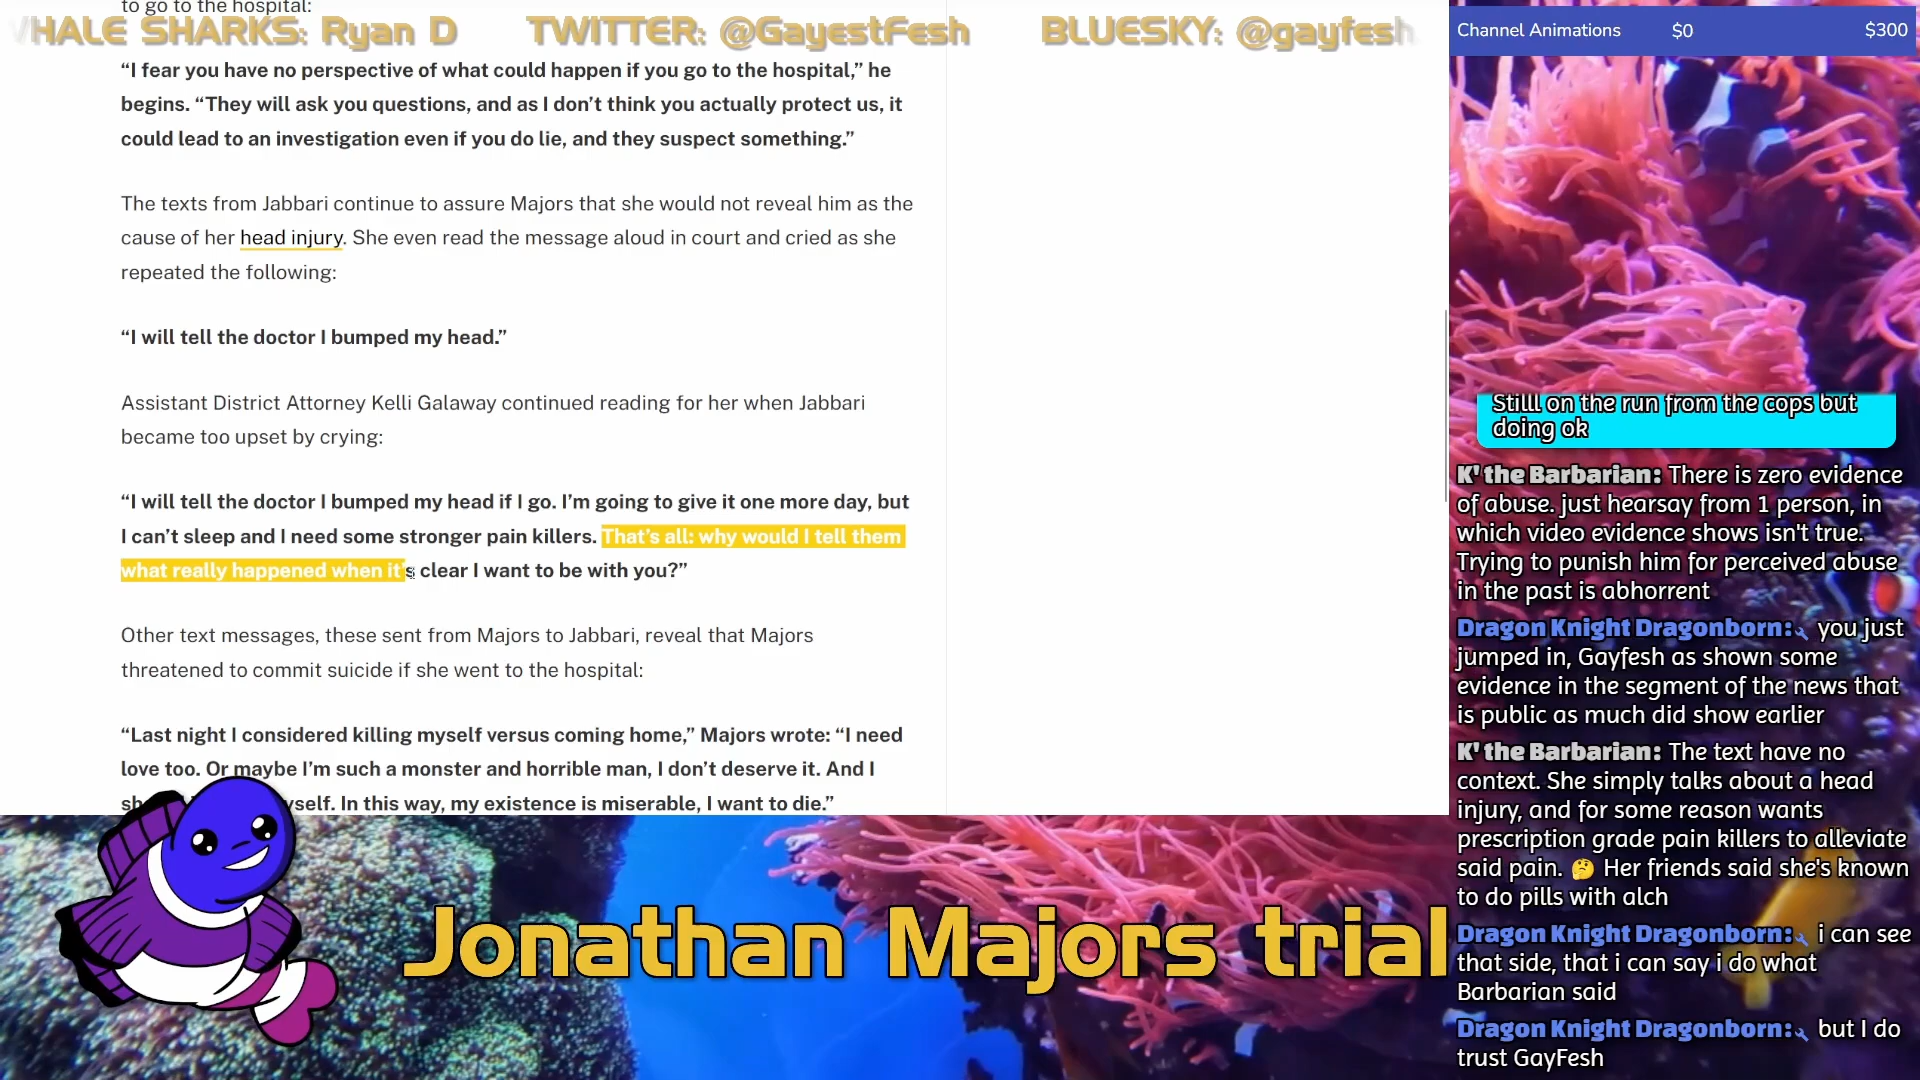 to go to the hospital:
WHALE SHARKS: Ryan D TWITTER: @GayestFesh BLUESKY: @gayfesh
“I fear you have no perspective of what could happen if you go to the hospital,” he
begins. “They will ask you questions, and as I don’t think you actually protect us, it
could lead to an investigation even if you do lie, and they suspect something.”
The texts from Jabbari continue to assure Majors that she would not reveal him as the
cause of her head injury. She even read the message aloud in court and cried as she
repeated the following:
“I will tell the doctor I bumped my head.”
Assistant District Attorney Kelli Galaway continued reading for her when Jabbari
became too upset by crying:
“I will tell the doctor I bumped my head if I go. I’m going to give it one more day, but
I can’t sleep and I need some stronger pain killers. That’s all: why would I tell them
what really happened when it’s clear I want to be with you?”
Other text messages, these sent from Majors to Jabbari, reveal that Majors
threatened to commit suicide if she went to the hospital:
“Last night I considered killing myself versus coming home,” Majors wrote: “I need
love too. Or maybe I’m such a monster and horrible man, I don’t deserve it. And I
In this way, my existence is miserable, I want to die.”
Jonathan Majors trial
Channel Animations $0 $300
Stilll on the run from the cops but
doing ok
K' the Barbarian: There is zero evidence
of abuse. just hearsay from 1 person, in
which video evidence shows isn't true.
Trying to punish him for perceived abuse
in the past is abhorrent
Dragon Knight Dragonborn: you just
jumped in, Gayfesh as shown some
evidence in the segment of the news that
is public as much did show earlier
K' the Barbarian: The text have no
context. She simply talks about a head
injury, and for some reason wants
prescription grade pain killers to alleviate
said pain. 🤔 Her friends said she's known
to do pills with alch
Dragon Knight Dragonborn: i can see
that side, that i can say i do what
Barbarian said
Dragon Knight Dragonborn: but I do
trust GayFesh